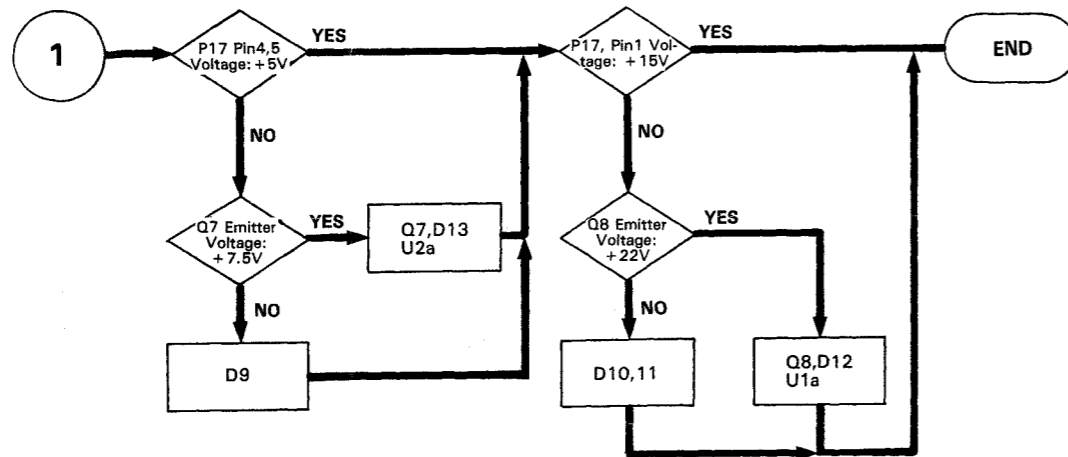 1
P17 Pin4,5
Voltage: +5V
YES
P17, Pin1 Vol-
tage: +15V
YES
END
NO
NO
Q7 Emitter
Voltage:
+7.5V
YES
Q7,D13
U2a
Q8 Emitter
Voltage:
+22V
YES
NO
NO
D9
D10,11
Q8,D12
U1a